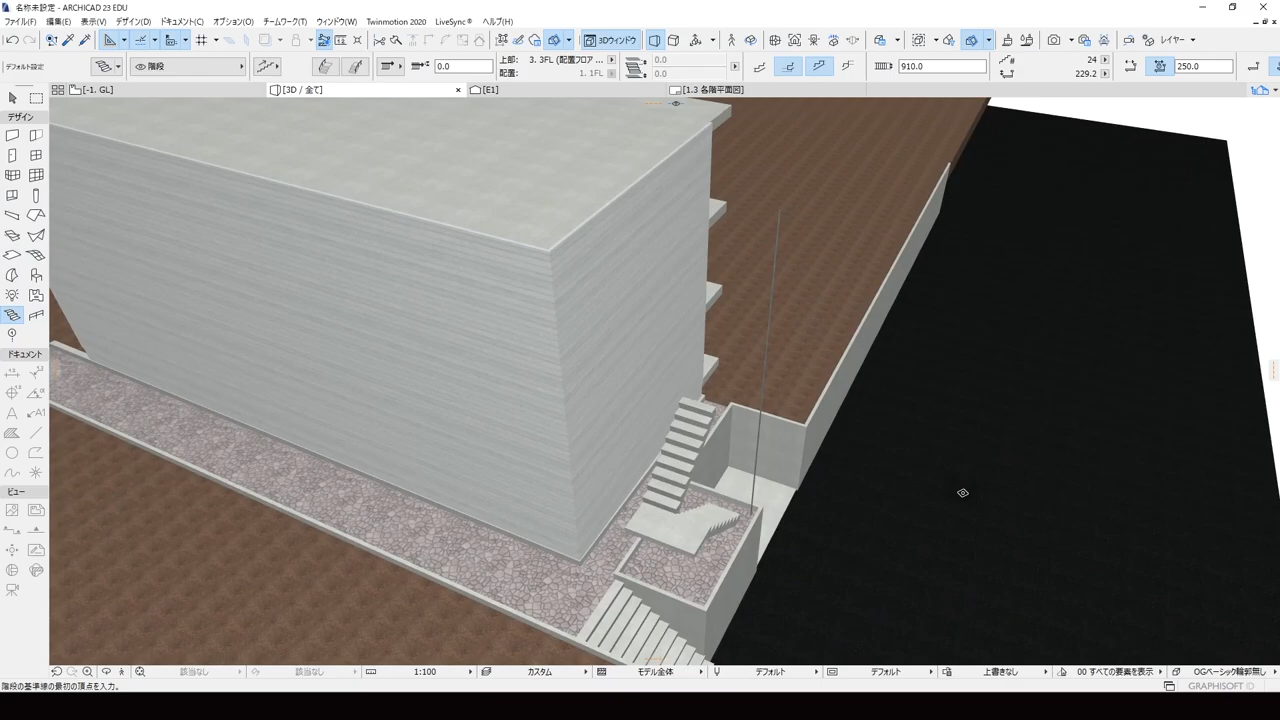 名称未設定 - ARCHICAD 23 EDU
ファイル(F) 編集(E) 表示(V) デザイン(D) ドキュメント(C) オプション(O) チームワーク(T) ウィンドウ(W) Twinmotion 2020 LiveSync® ヘルプ(H)
3Dウィンドウ レイヤー
デフォルト設定 階段 0.0 上部: 3. 3FL (配置フロア ... 0.0 910.0 24 250.0
配置: 1. 1FL 0.0 229.2
[-1. GL] [3D / 全て] [E1] [1.3 各階平面図]
デザイン
ドキュメント
ビュー
該当なし 該当なし 1:100 カスタム モデル全体 デフォルト デフォルト 上書きなし 00 すべての要素を表示 OGベーシック輪郭無し
階段の基準線の最初の頂点を入力。 GRAPHISOFT ID